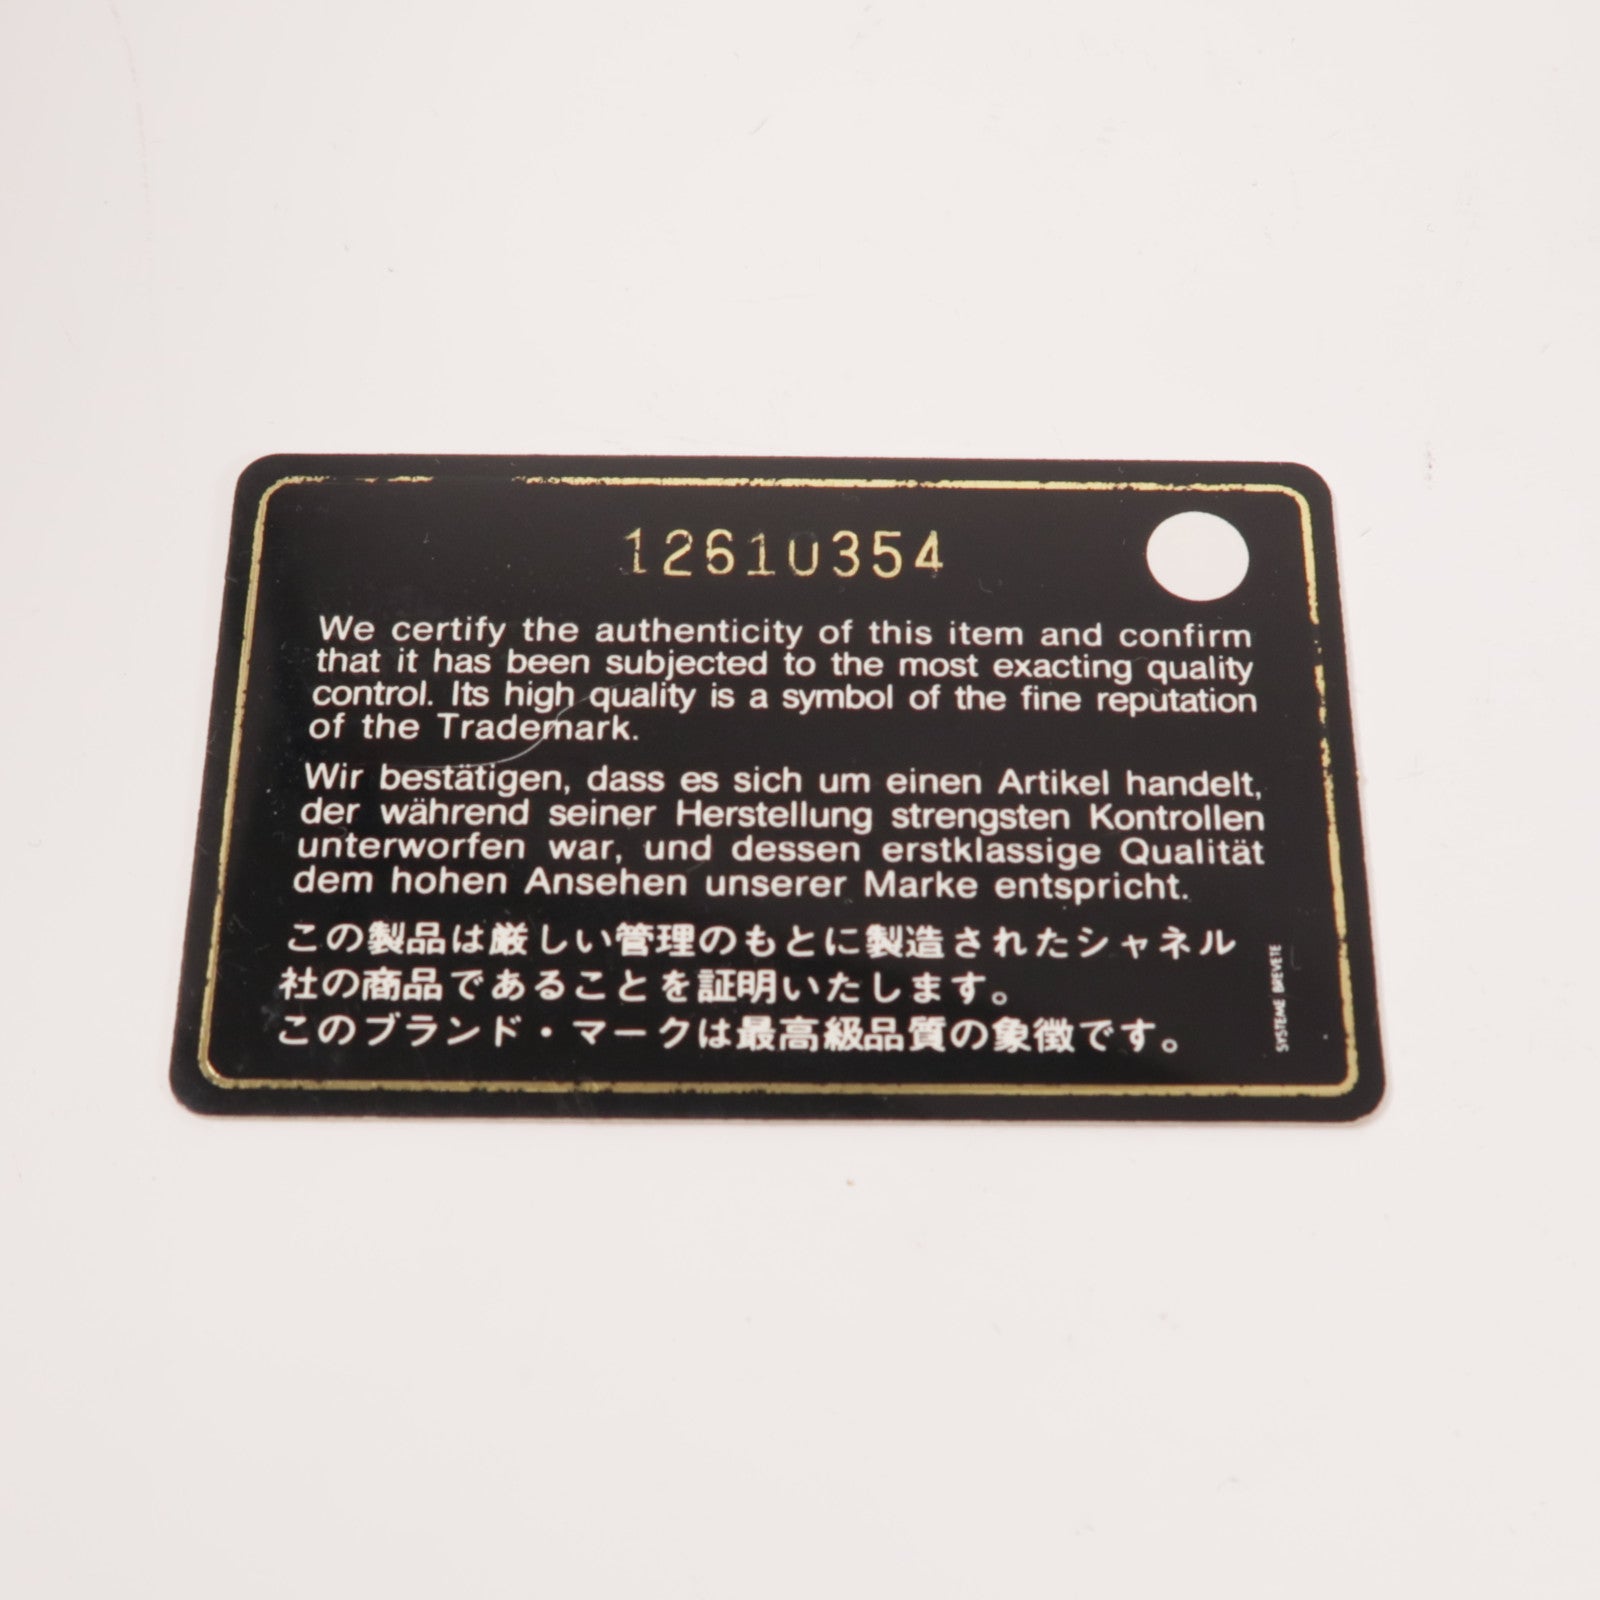 12610354
We certify the authenticity of this item and confirm
that it has been subjected to the most exacting quality
control. Its high quality is a symbol of the fine reputation
of the Trademark.
Wir bestätigen, dass es sich um einen Artikel handelt,
der während seiner Herstellung strengsten Kontrollen
unterworfen war, und dessen erstklassige Qualität
dem hohen Ansehen unserer Marke entspricht.
この製品は厳しい管理のもとに製造されたシャネル
社の商品であることを証明いたします。
このブランド・マークは最高級品質の象徴です。
SYSTEME BREVETE